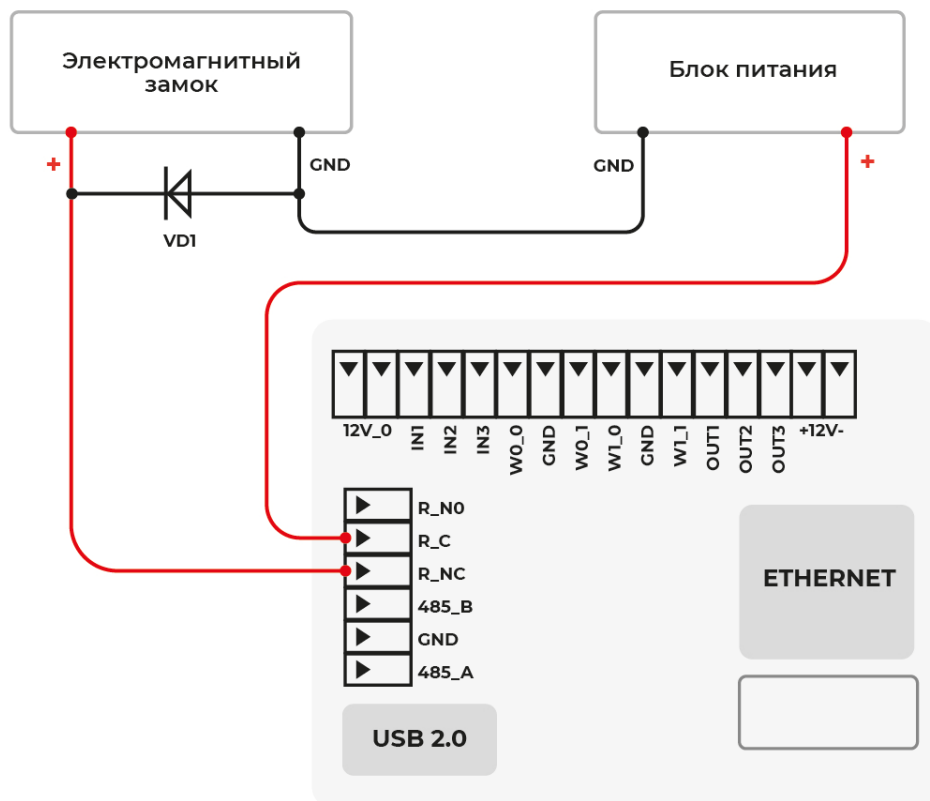 Электромагнитный
замок
Блок питания
+
GND
GND
+
VD1
12V_0
IN1
IN2
IN3
W0_0
GND
W0_1
W1_0
GND
W1_1
OUT1
OUT2
OUT3
+12V-
R_N0
R_C
R_NC
485_B
GND
485_A
ETHERNET
USB 2.0